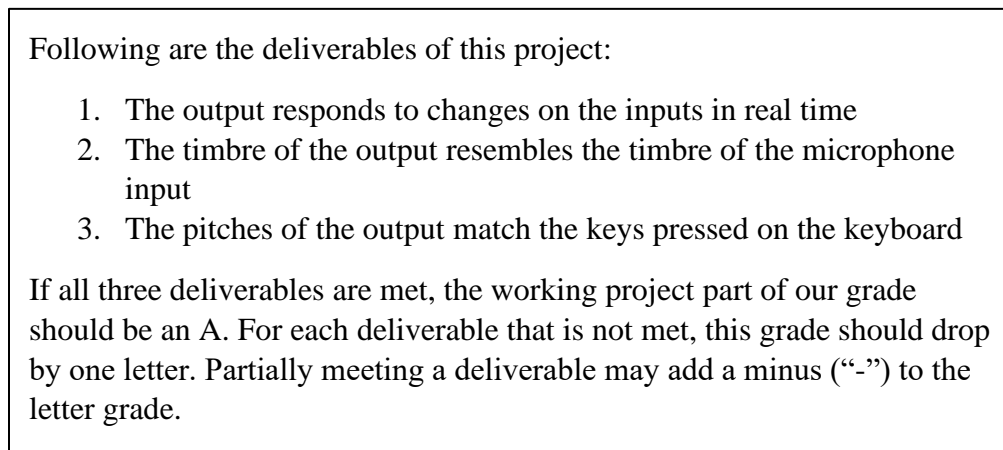 Following are the deliverables of this project:
1. The output responds to changes on the inputs in real time
2. The timbre of the output resembles the timbre of the microphone
input
3. The pitches of the output match the keys pressed on the keyboard
If all three deliverables are met, the working project part of our grade
should be an A. For each deliverable that is not met, this grade should drop
by one letter. Partially meeting a deliverable may add a minus (“-”) to the
letter grade.